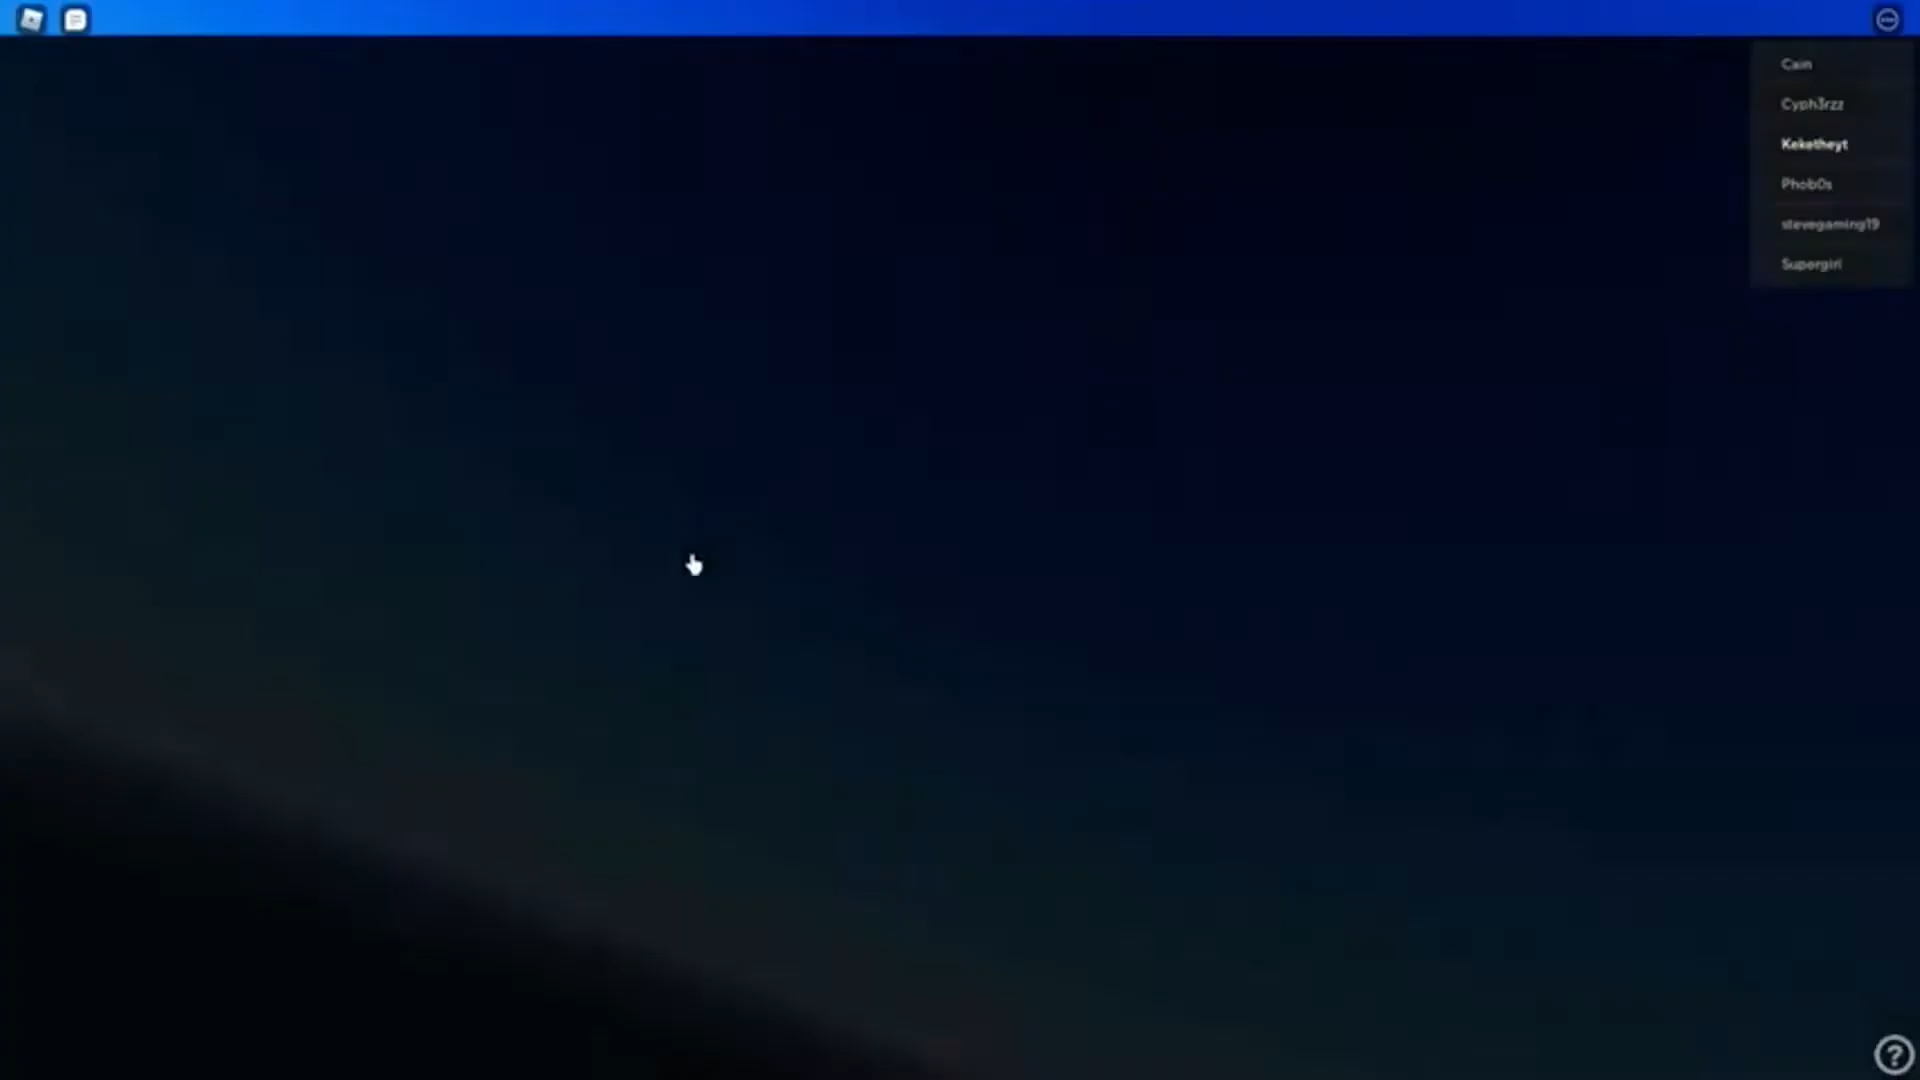 Cain
Cyph3rzz
Keketheyt
Phob0s
stevegaming19
Supergirl
?